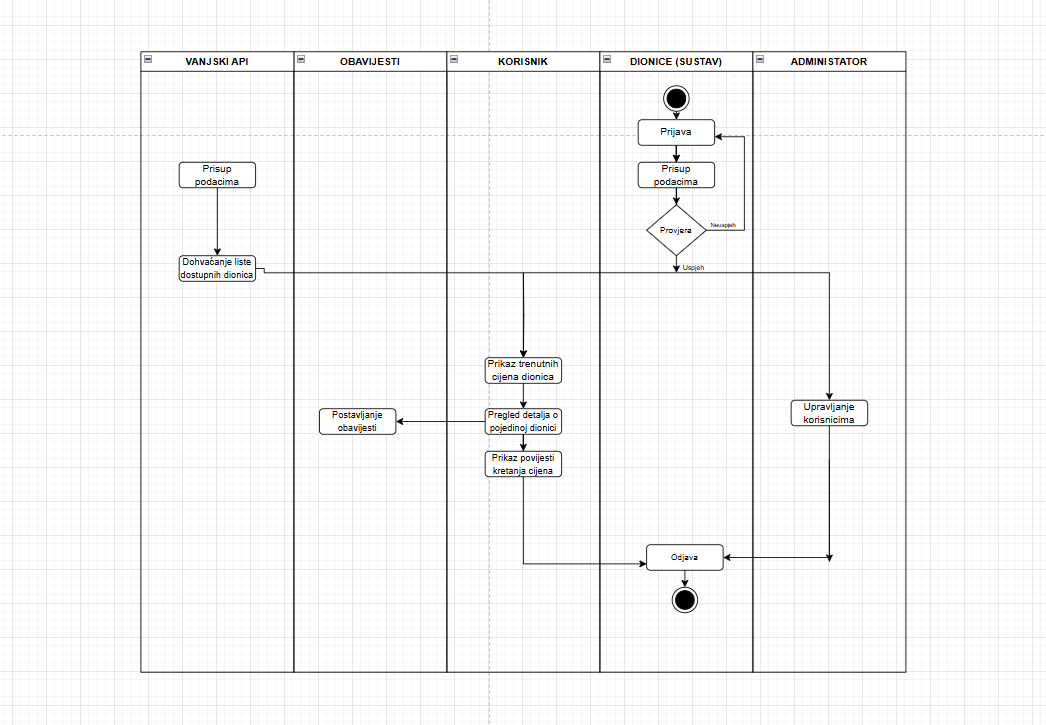 VANJSKI API
OBAVIJESTI
KORISNIK
DIONICE (SUSTAV)
ADMINISTATOR
Prijava
Prisup
podacima
Prisup
podacima
Provjera
Neuspjeh
Uspjeh
Dohvaćanje liste
dostupnih dionica
Prikaz trenutnih
cijena dionica
Postavljanje
obavijesti
Pregled detalja o
pojedinoj dionici
Upravljanje
korisnicima
Prikaz povijesti
kretanja cijena
Odjava